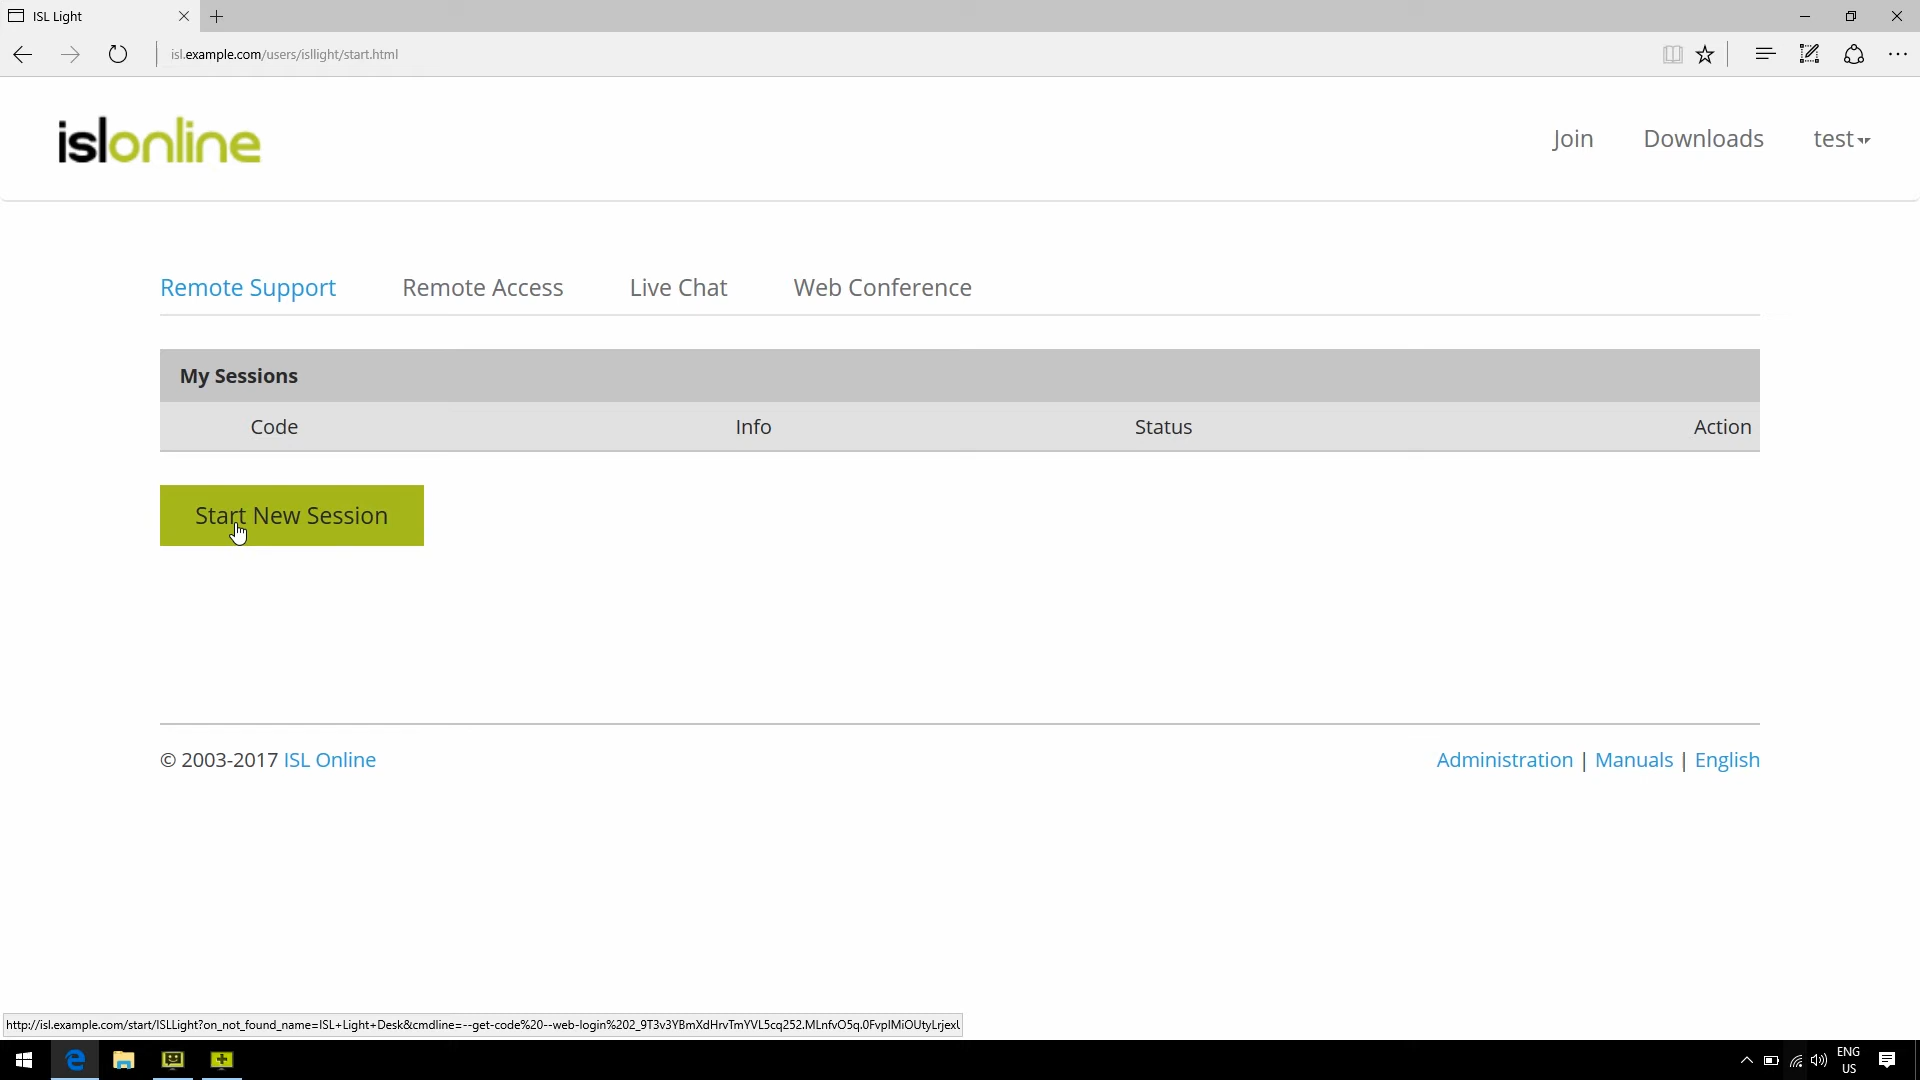 ISL Light
isl.example.com/users/isllight/start.html
islonline
Join Downloads test
Remote Support Remote Access Live Chat Web Conference
My Sessions
Code Info Status Action
Start New Session
© 2003-2017 ISL Online
Administration | Manuals | English
http://isl.example.com/start/ISLLight?on_not_found_name=ISL+Light+Desk&cmdline=--get-code%20--web-login%202_9T3v3YBmXdHrvTmYVL5cq252.MLnfvO5q.0FvpIMiOUtyLrjexl
ENG
US